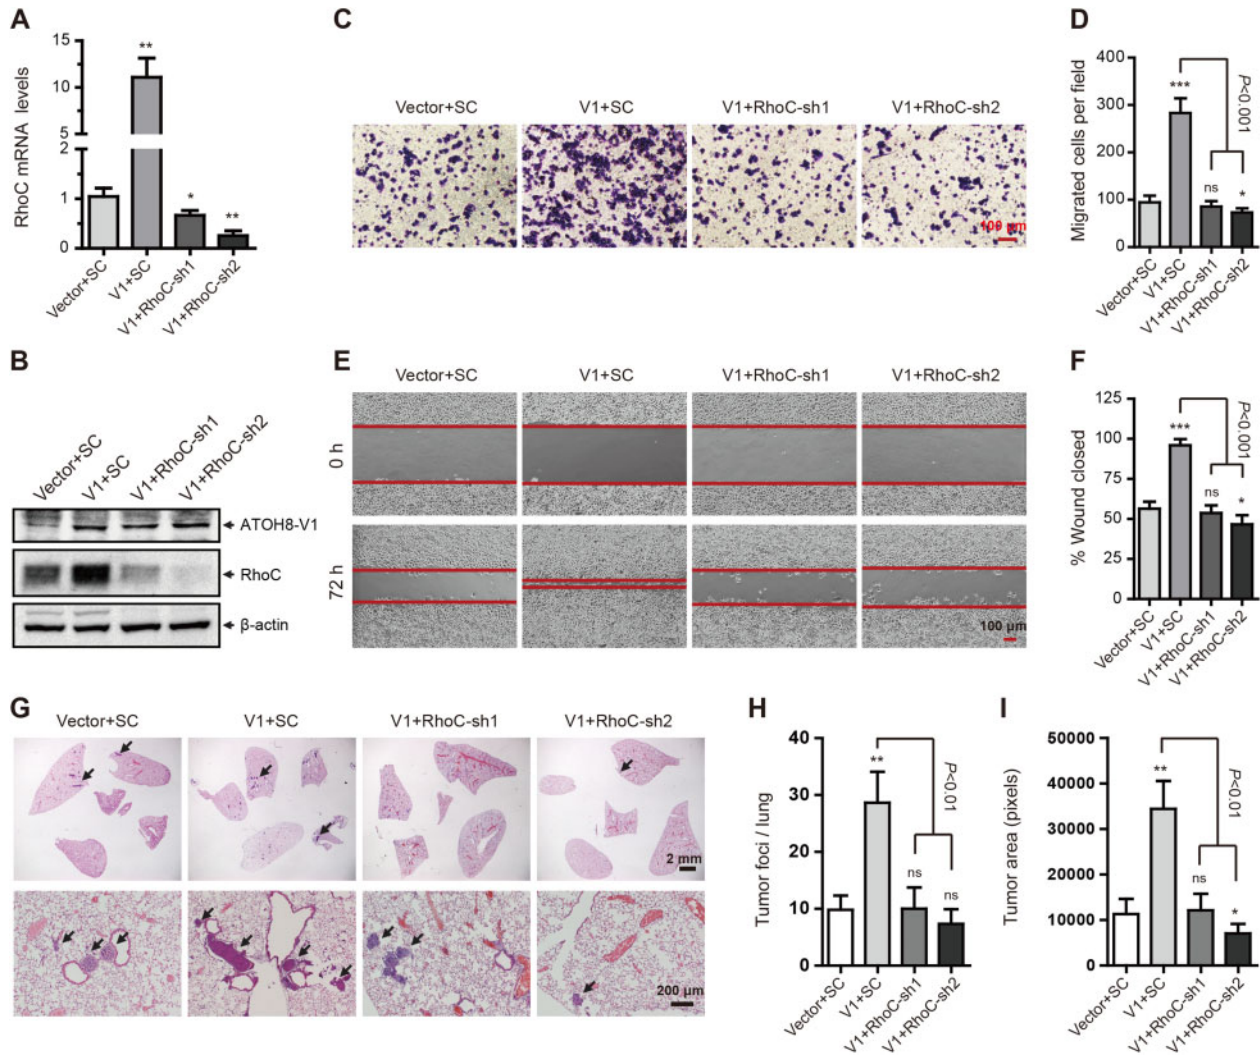 A
RhoC mRNA levels
15
10
5
2
1
0
**
*
**
Vector+SC
V1+SC
V1+RhoC-sh1
V1+RhoC-sh2
B
Vector+SC
V1+SC
V1+RhoC-sh1
V1+RhoC-sh2
ATOH8-V1
RhoC
β-actin
C
Vector+SC V1+SC V1+RhoC-sh1 V1+RhoC-sh2
100 μm
D
Migrated cells per field
400
300
200
100
0
***
ns
*
P<0.001
Vector+SC
V1+SC
V1+RhoC-sh1
V1+RhoC-sh2
E
Vector+SC V1+SC V1+RhoC-sh1 V1+RhoC-sh2
0 h
72 h
100 μm
F
% Wound closed
125
100
75
50
25
0
***
ns
*
P<0.001
Vector+SC
V1+SC
V1+RhoC-sh1
V1+RhoC-sh2
G
Vector+SC V1+SC V1+RhoC-sh1 V1+RhoC-sh2
2 mm
200 μm
H
Tumor foci / lung
40
30
20
10
0
**
ns
ns
P<0.01
Vector+SC
V1+SC
V1+RhoC-sh1
V1+RhoC-sh2
I
Tumor area (pixels)
50000
40000
30000
20000
10000
0
**
ns
*
P<0.01
Vector+SC
V1+SC
V1+RhoC-sh1
V1+RhoC-sh2